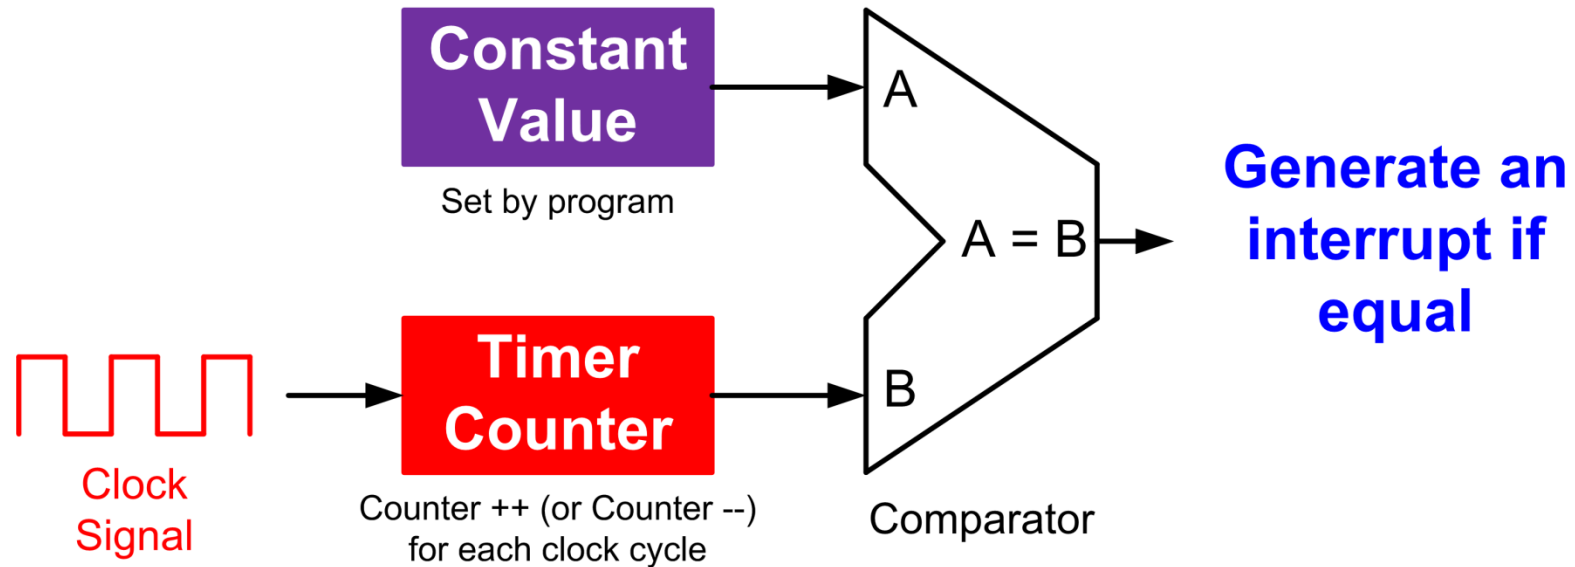 Constant
Value
Set by program
A
A = B
Generate an
interrupt if
equal
Timer
Counter
B
Clock
Signal
Counter ++ (or Counter --)
for each clock cycle
Comparator